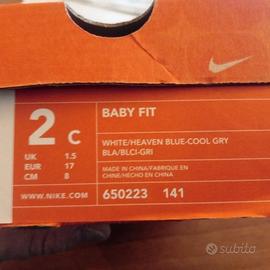 BABY FIT
2 C
WHITE/HEAVEN BLUE-COOL GRY
BLA/BLCI-GRI
UK 1.5
EUR 17
CM 8
MADE IN CHINA/FABRIQUE EN
CHINE/HECHO EN CHINA
WWW.NIKE.COM
650223 141
subito